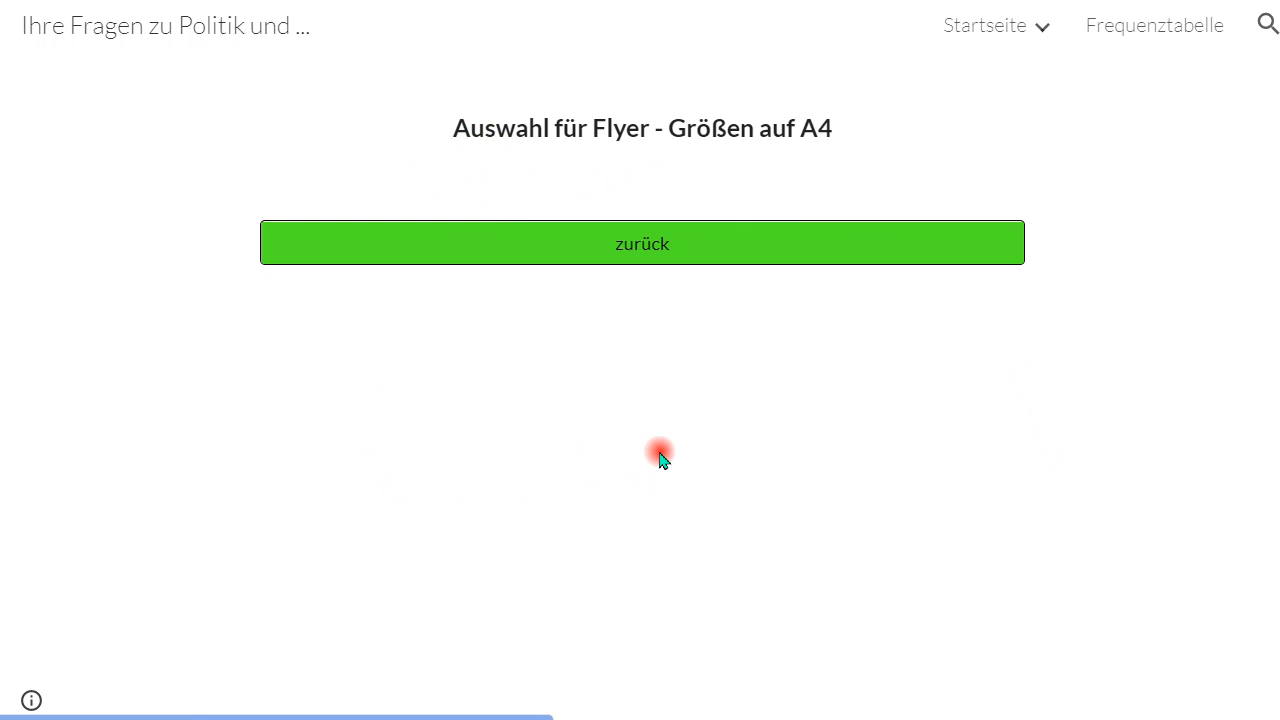 Ihre Fragen zu Politik und ...
Startseite
Frequenztabelle
Auswahl für Flyer - Größen auf A4
zurück